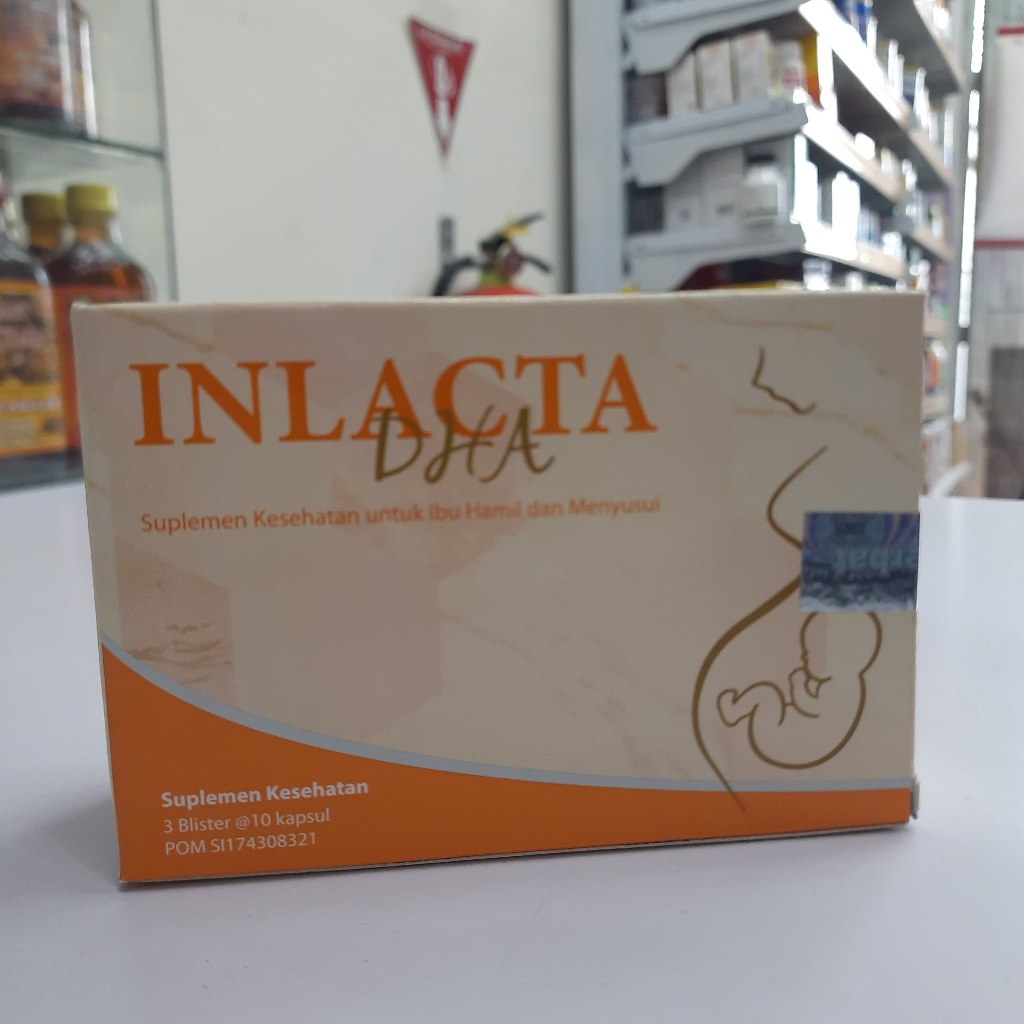 INLACTA
DHA
Suplemen Kesehatan untuk Ibu Hamil dan Menyusui
Suplemen Kesehatan
3 Blister @10 kapsul
POM SI174308321